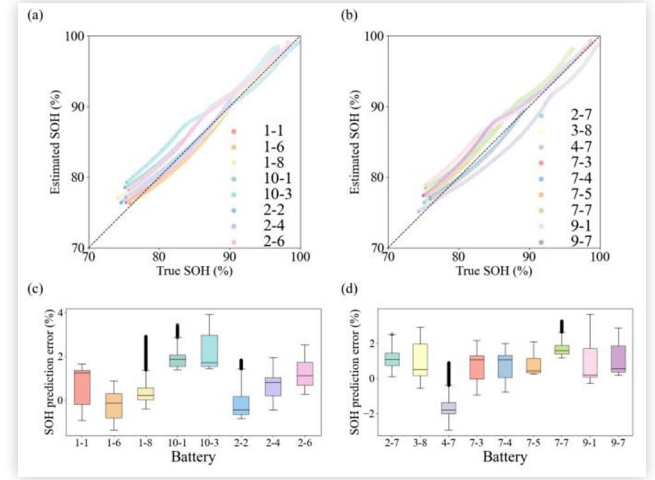 (a)
(b)
100
90
80
70
Estimated SOH (%)
1-1
1-6
1-8
10-1
10-3
2-2
2-4
2-6
70
80
90
100
True SOH (%)
100
90
80
70
Estimated SOH (%)
2-7
3-8
4-7
7-3
7-4
7-5
7-7
9-1
9-7
70
80
90
100
True SOH (%)
(c)
(d)
4
2
0
SOH prediction error (%)
1-1 1-6 1-8 10-1 10-3 2-2 2-4 2-6
Battery
2
0
−2
SOH prediction error (%)
2-7 3-8 4-7 7-3 7-4 7-5 7-7 9-1 9-7
Battery